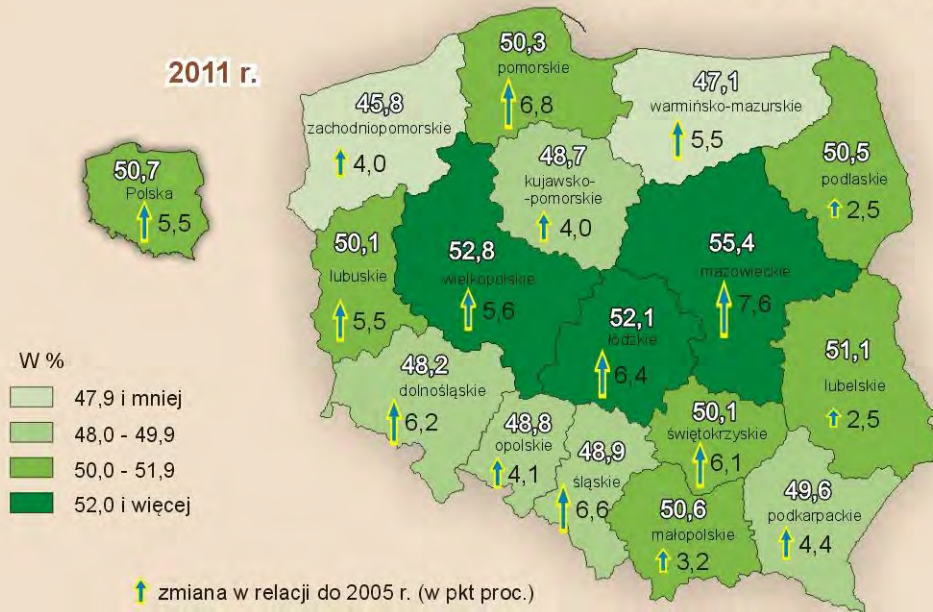 2011 r.
50,7
Polska
5,5
45,8
zachodniopomorskie
4,0
50,3
pomorskie
6,8
47,1
warmińsko-mazurskie
5,5
50,5
podlaskie
2,5
48,7
kujawsko-
-pomorskie
4,0
50,1
lubuskie
5,5
52,8
wielkopolskie
5,6
55,4
mazowieckie
7,6
52,1
łódzkie
6,4
51,1
lubelskie
2,5
48,2
dolnośląskie
6,2
48,8
opolskie
4,1
48,9
śląskie
6,6
50,1
świętokrzyskie
6,1
50,6
małopolskie
3,2
49,6
podkarpackie
4,4
W %
47,9 i mniej
48,0 - 49,9
50,0 - 51,9
52,0 i więcej
zmiana w relacji do 2005 r. (w pkt proc.)